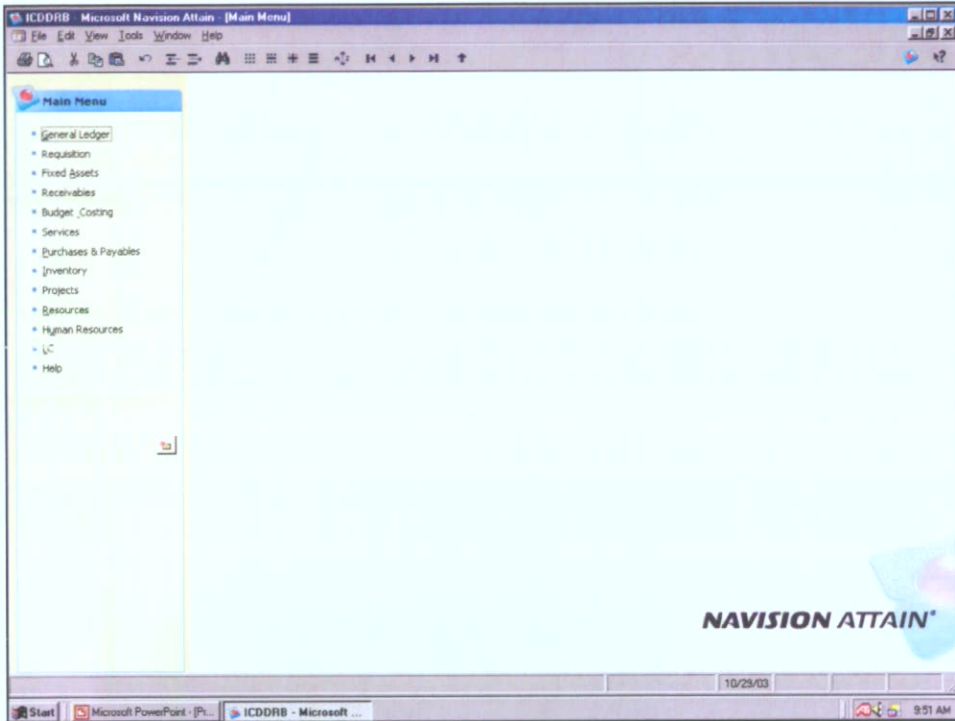 ICDDRB - Microsoft Navision Attain - [Main Menu]
File Edit View Tools Window Help
Main Menu
General Ledger
Requisition
Fixed Assets
Receivables
Budget_Costing
Services
Purchases & Payables
Inventory
Projects
Resources
Human Resources
LC
Help
NAVISION ATTAIN®
10/29/03
Start Microsoft PowerPoint - [Pr... ICDDRB - Microsoft ... 9:51 AM